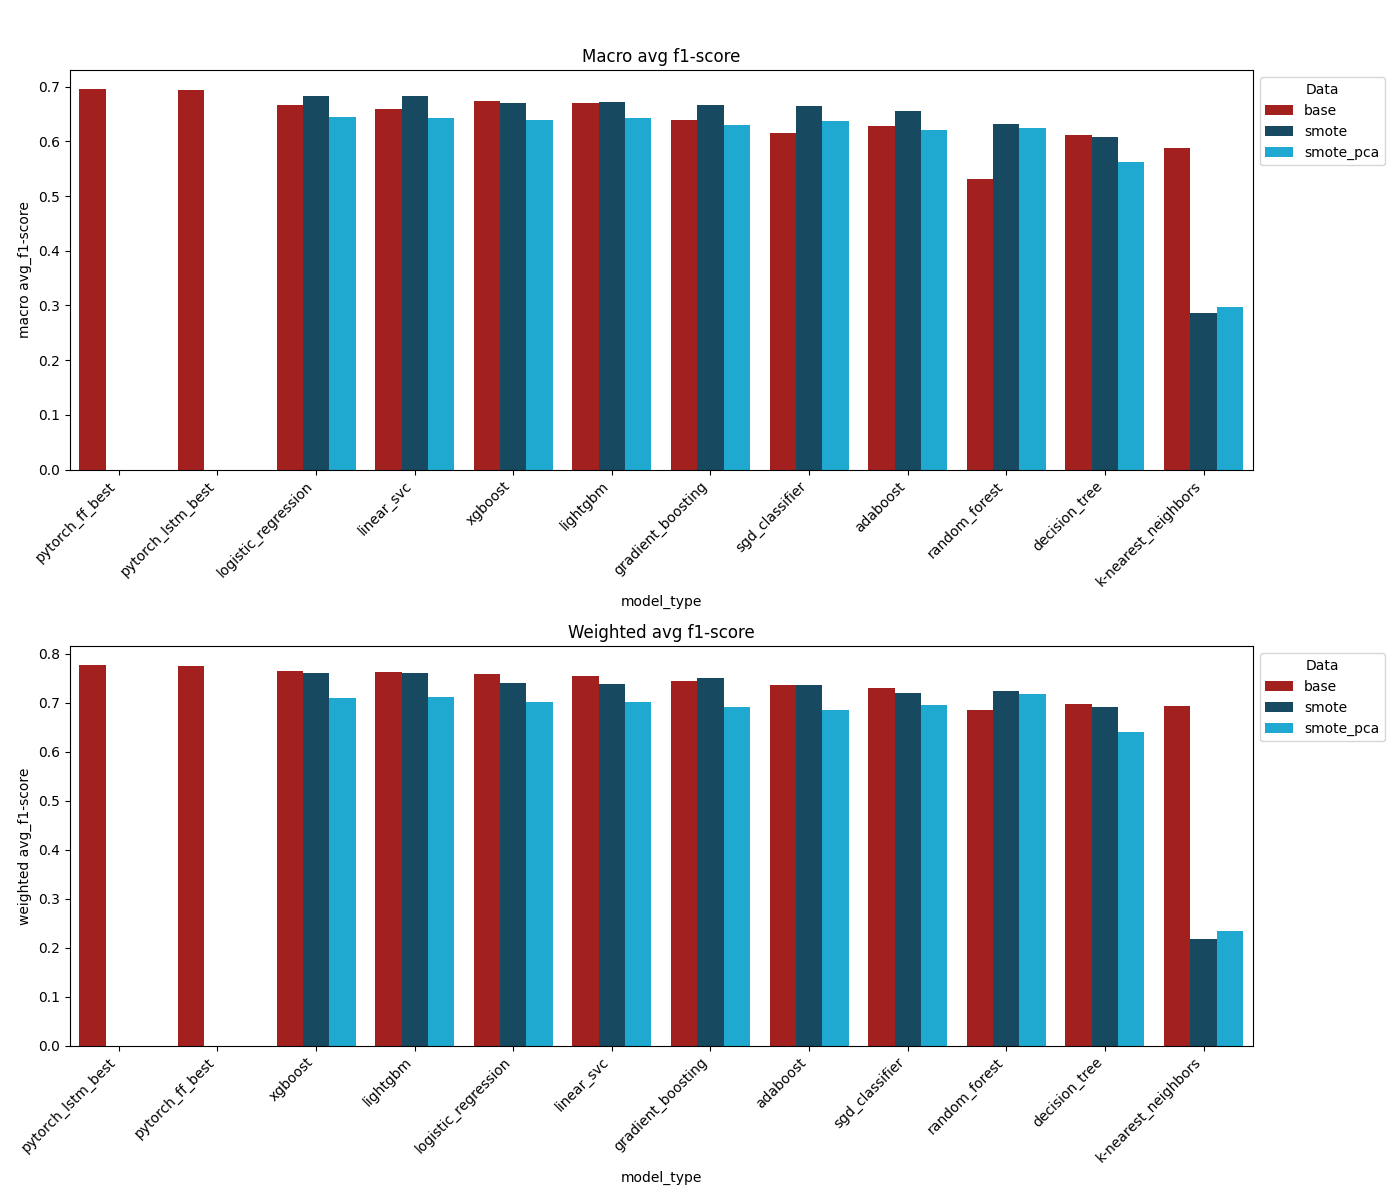 Macro avg f1-score
macro avg_f1-score
0.7
0.6
0.5
0.4
0.3
0.2
0.1
0.0
pytorch_ff_best
pytorch_lstm_best
logistic_regression
linear_svc
xgboost
lightgbm
gradient_boosting
sgd_classifier
adaboost
random_forest
decision_tree
k-nearest_neighbors
model_type
Data
base
smote
smote_pca
Weighted avg f1-score
weighted avg_f1-score
0.8
0.7
0.6
0.5
0.4
0.3
0.2
0.1
0.0
pytorch_lstm_best
pytorch_ff_best
xgboost
lightgbm
logistic_regression
linear_svc
gradient_boosting
adaboost
sgd_classifier
random_forest
decision_tree
k-nearest_neighbors
model_type
Data
base
smote
smote_pca